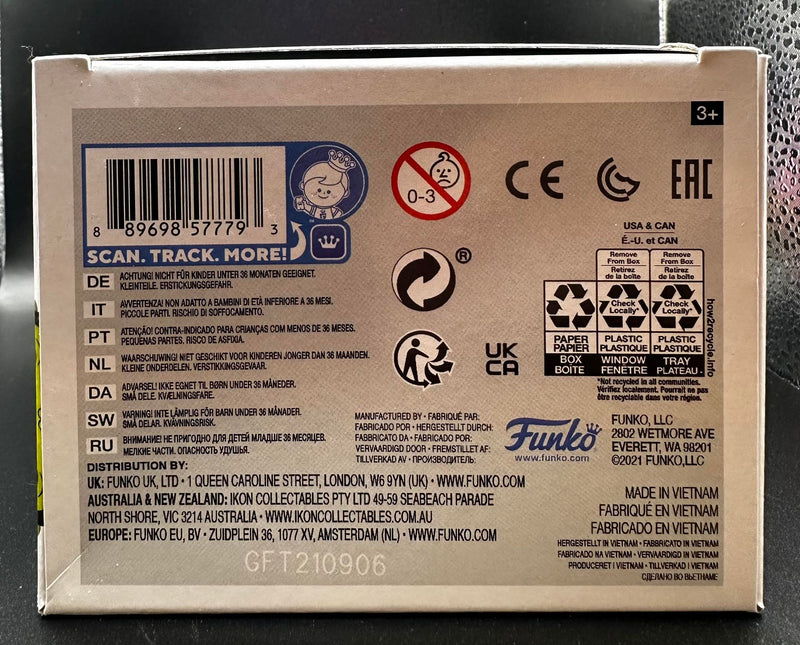 3+
8 89698 57779 3
SCAN. TRACK. MORE!
0-3
CE
EAC
USA & CAN
É.-U. et CAN
Remove From Box
Retirez de la boîte
Remove From Box
Retirez de la boîte
Check Locally*
Check Locally*
PAPER
PAPIER
PLASTIC
PLASTIQUE
PLASTIC
PLASTIQUE
BOX
BOÎTE
WINDOW
FENÊTRE
TRAY
PLATEAU
how2recycle.info
*Not recycled in all communities.
Vérifiez localement. Pourrait ne pas
être recyclable dans votre région.
®
UK
CA
DE ACHTUNG! NICHT FÜR KINDER UNTER 36 MONATEN GEEIGNET.
KLEINTEILE. ERSTICKUNGSGEFAHR.
IT AVVERTENZA! NON ADATTO A BAMBINI DI ETÀ INFERIORE A 36 MESI.
PICCOLE PARTI. RISCHIO DI SOFFOCAMENTO.
PT ATENÇÃO! CONTRA-INDICADO PARA CRIANÇAS COM MENOS DE 36 MESES.
PEQUENAS PARTES. RISCO DE ASFIXIA.
NL WAARSCHUWING! NIET GESCHIKT VOOR KINDEREN JONGER DAN 36 MAANDEN.
KLEINE ONDERDELEN. VERSTIKKINGSGEVAAR.
DA ADVARSEL! IKKE EGNET TIL BØRN UNDER 36 MÅNEDER.
SMÅ DELE. KVÆLNINGSFARE.
SW VARNING! INTE LÄMPLIG FÖR BARN UNDER 36 MÅNADER.
SMÅ DELAR. KVÄVNINGSRISK.
RU ВНИМАНИЕ! НЕ ПРИГОДНО ДЛЯ ДЕТЕЙ МЛАДШЕ 36 МЕСЯЦЕВ.
МЕЛКИЕ ЧАСТИ. ОПАСНОСТЬ УДУШЬЯ.
MANUFACTURED BY • FABRIQUÉ PAR:
FABRICADO POR • HERGESTELLT DURCH:
FABRICATO DA • FABRICADO POR:
VERVAARDIGD DOOR • FREMSTILLET AF:
TILLVERKAD AV • ПРОИЗВОДИТЕЛЬ:
Funko
www.funko.com
FUNKO, LLC
2802 WETMORE AVE
EVERETT, WA 98201
©2021 FUNKO,LLC
DISTRIBUTION BY:
UK: FUNKO UK, LTD • 1 QUEEN CAROLINE STREET, LONDON, W6 9YN (UK) • WWW.FUNKO.COM
AUSTRALIA & NEW ZEALAND: IKON COLLECTABLES PTY LTD 49-59 SEABEACH PARADE
NORTH SHORE, VIC 3214 AUSTRALIA • WWW.IKONCOLLECTABLES.COM.AU
EUROPE: FUNKO EU, BV • ZUIDPLEIN 36, 1077 XV, AMSTERDAM (NL) • WWW.FUNKO.COM
MADE IN VIETNAM
FABRIQUÉ EN VIETNAM
FABRICADO EN VIETNAM
HERGESTELLT IN VIETNAM • FABBRICATO IN VIETNAM
FABRICADO NA VIETNAM • VERVAARDIGD IN VIETNAM
PRODUCERET I VIETNAM • TILLVERKAD I VIETNAM
СДЕЛАНО ВО ВЬЕТНАМЕ
GFT210906